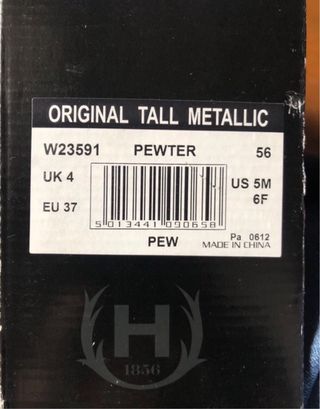 ORIGINAL TALL METALLIC
W23591 PEWTER 56
UK 4 US 5M
6F
EU 37
5 013441 090658
PEW Pa 0612
MADE IN CHINA
H
1856